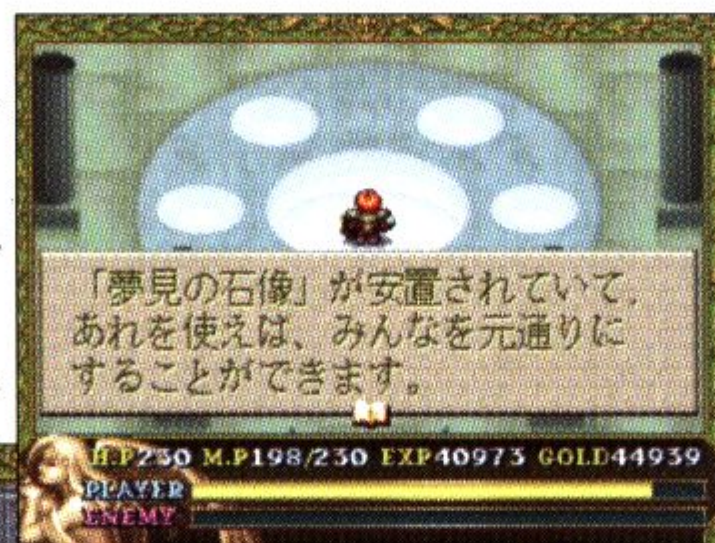 「夢見の石像」が安置されていて、
あれを使えば、みんなを元通りに
することができます。
H.P230 M.P198/230 EXP40973 GOLD44939
PLAYER
ENEMY